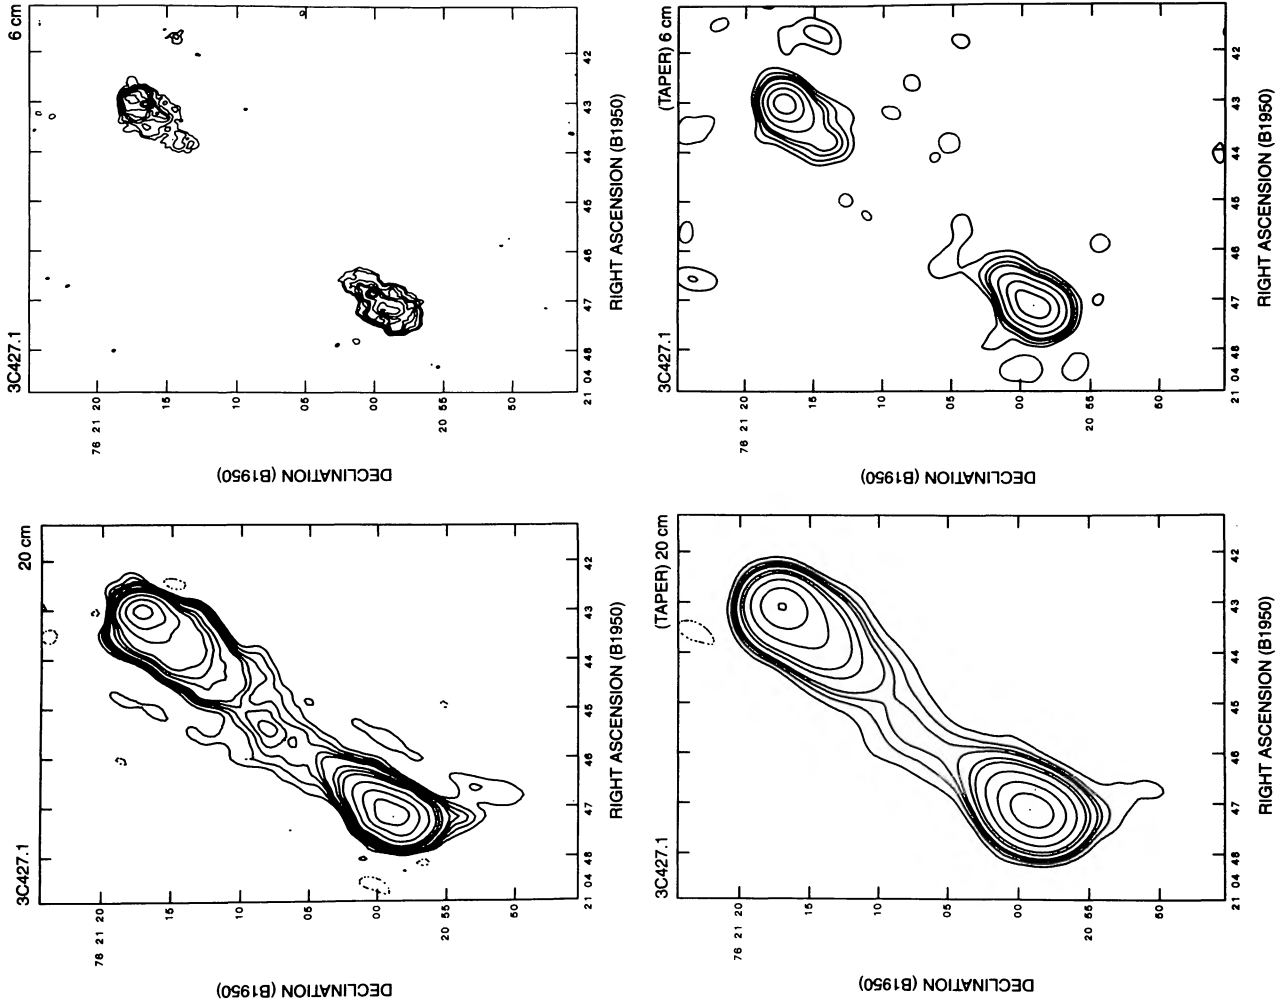 3C427.1 6 cm
76 21 20
15
10
05
00
20 55
DECLINATION (B1950)
21 04 48 47 46 45 44 43 42
RIGHT ASCENSION (B1950)
3C427.1 (TAPER) 6 cm
76 21 20
15
10
05
00
20 55
50
DECLINATION (B1950)
21 04 48 47 46 45 44 43 42
RIGHT ASCENSION (B1950)
3C427.1 20 cm
76 21 20
15
10
05
00
20 55
50
DECLINATION (B1950)
21 04 48 47 46 45 44 43 42
RIGHT ASCENSION (B1950)
3C427.1 (TAPER) 20 cm
76 21 20
15
10
05
00
20 55
50
DECLINATION (B1950)
21 04 48 47 46 45 44 43 42
RIGHT ASCENSION (B1950)